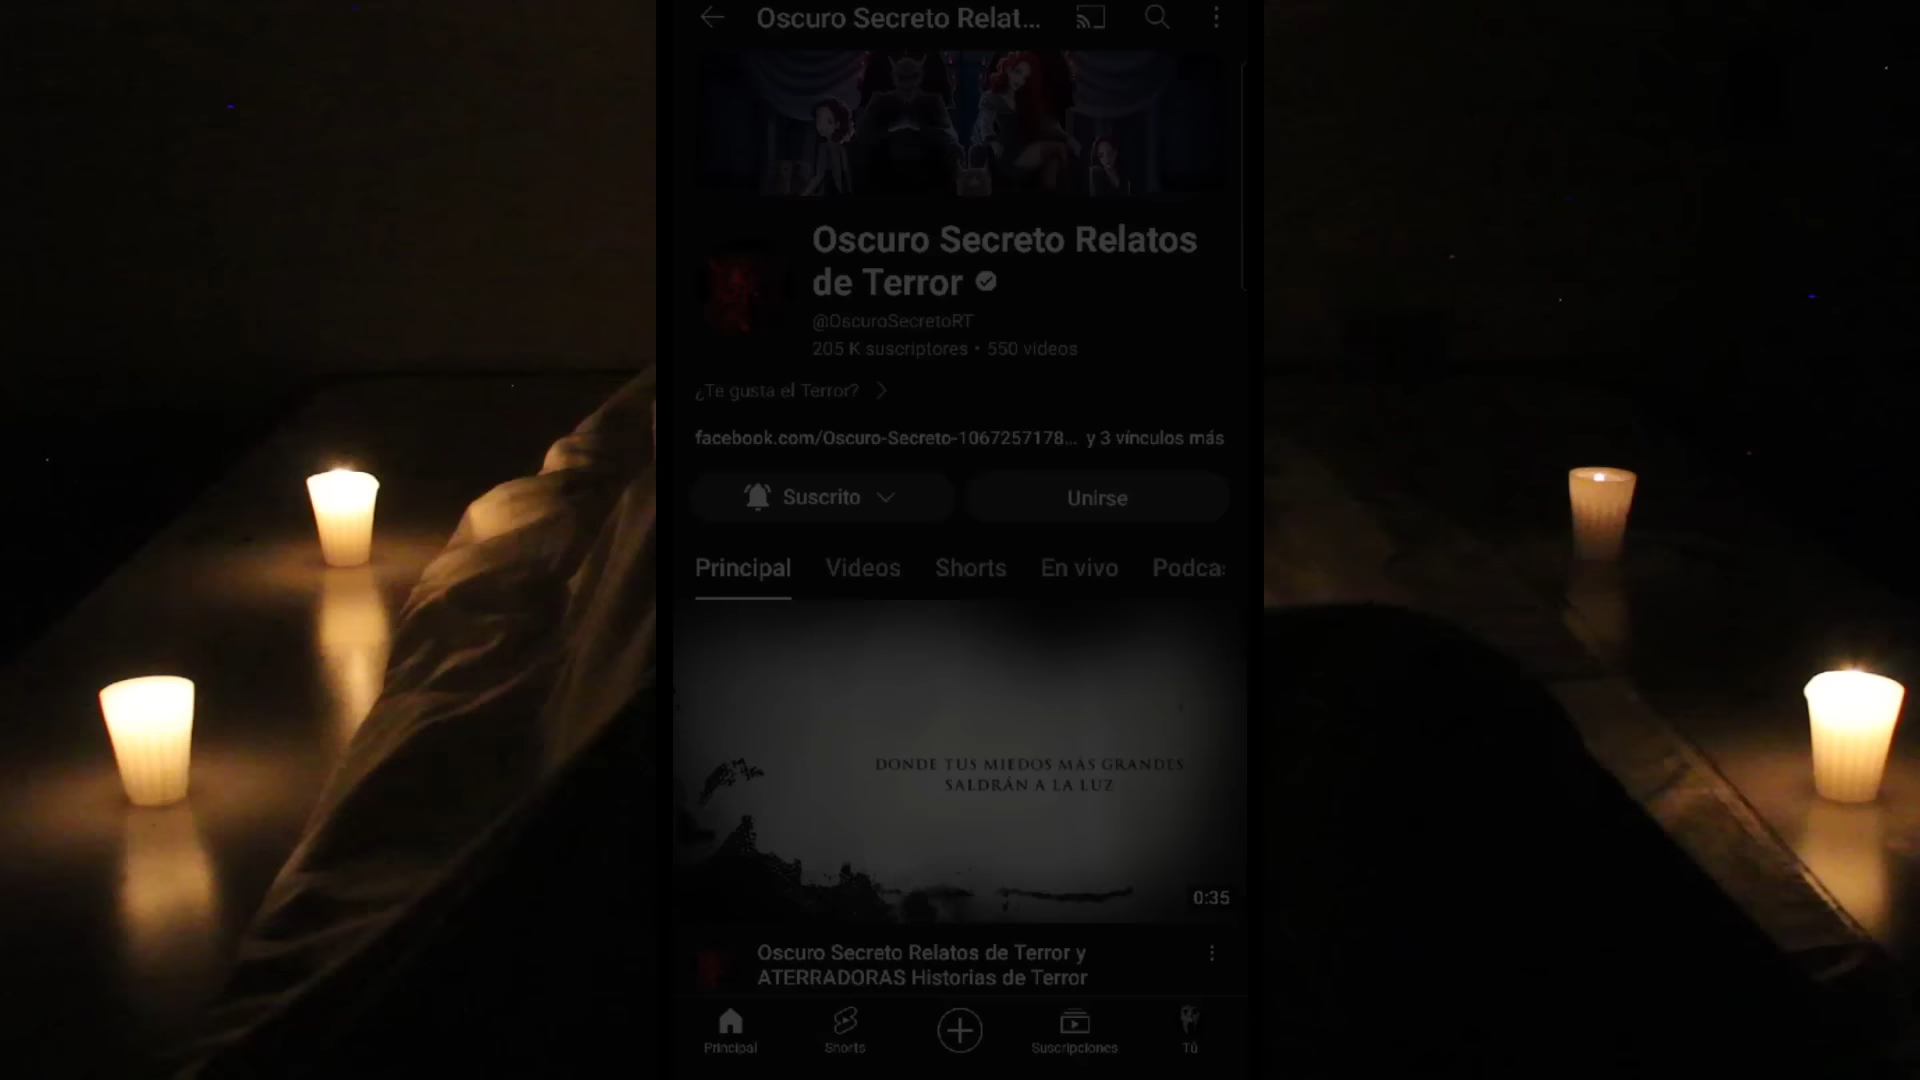 Oscuro Secreto Relat...
Oscuro Secreto Relatos
de Terror
@OscuroSecretoRT
205 K suscriptores • 550 videos
¿Te gusta el Terror?
facebook.com/Oscuro-Secreto-1067257178... y 3 vínculos más
Suscrito
Unirse
Principal Videos Shorts En vivo Podca
DONDE TUS MIEDOS MÁS GRANDES
SALDRÁN A LA LUZ
0:35
Oscuro Secreto Relatos de Terror y
ATERRADORAS Historias de Terror
Principal Shorts Suscripciones Tú